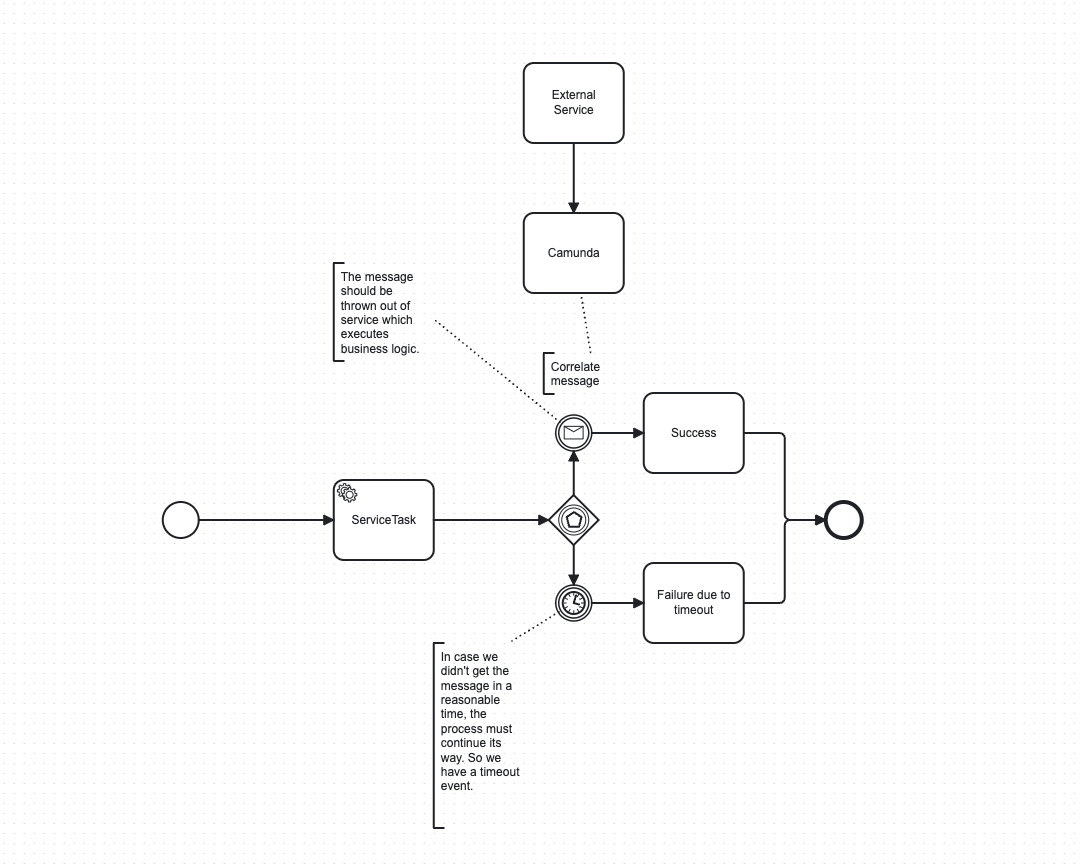 External
Service
Camunda
The message
should be
thrown out of
service which
executes
business logic.
Correlate
message
Success
ServiceTask
Failure due to
timeout
In case we
didn't get the
message in a
reasonable
time, the
process must
continue its
way. So we
have a timeout
event.